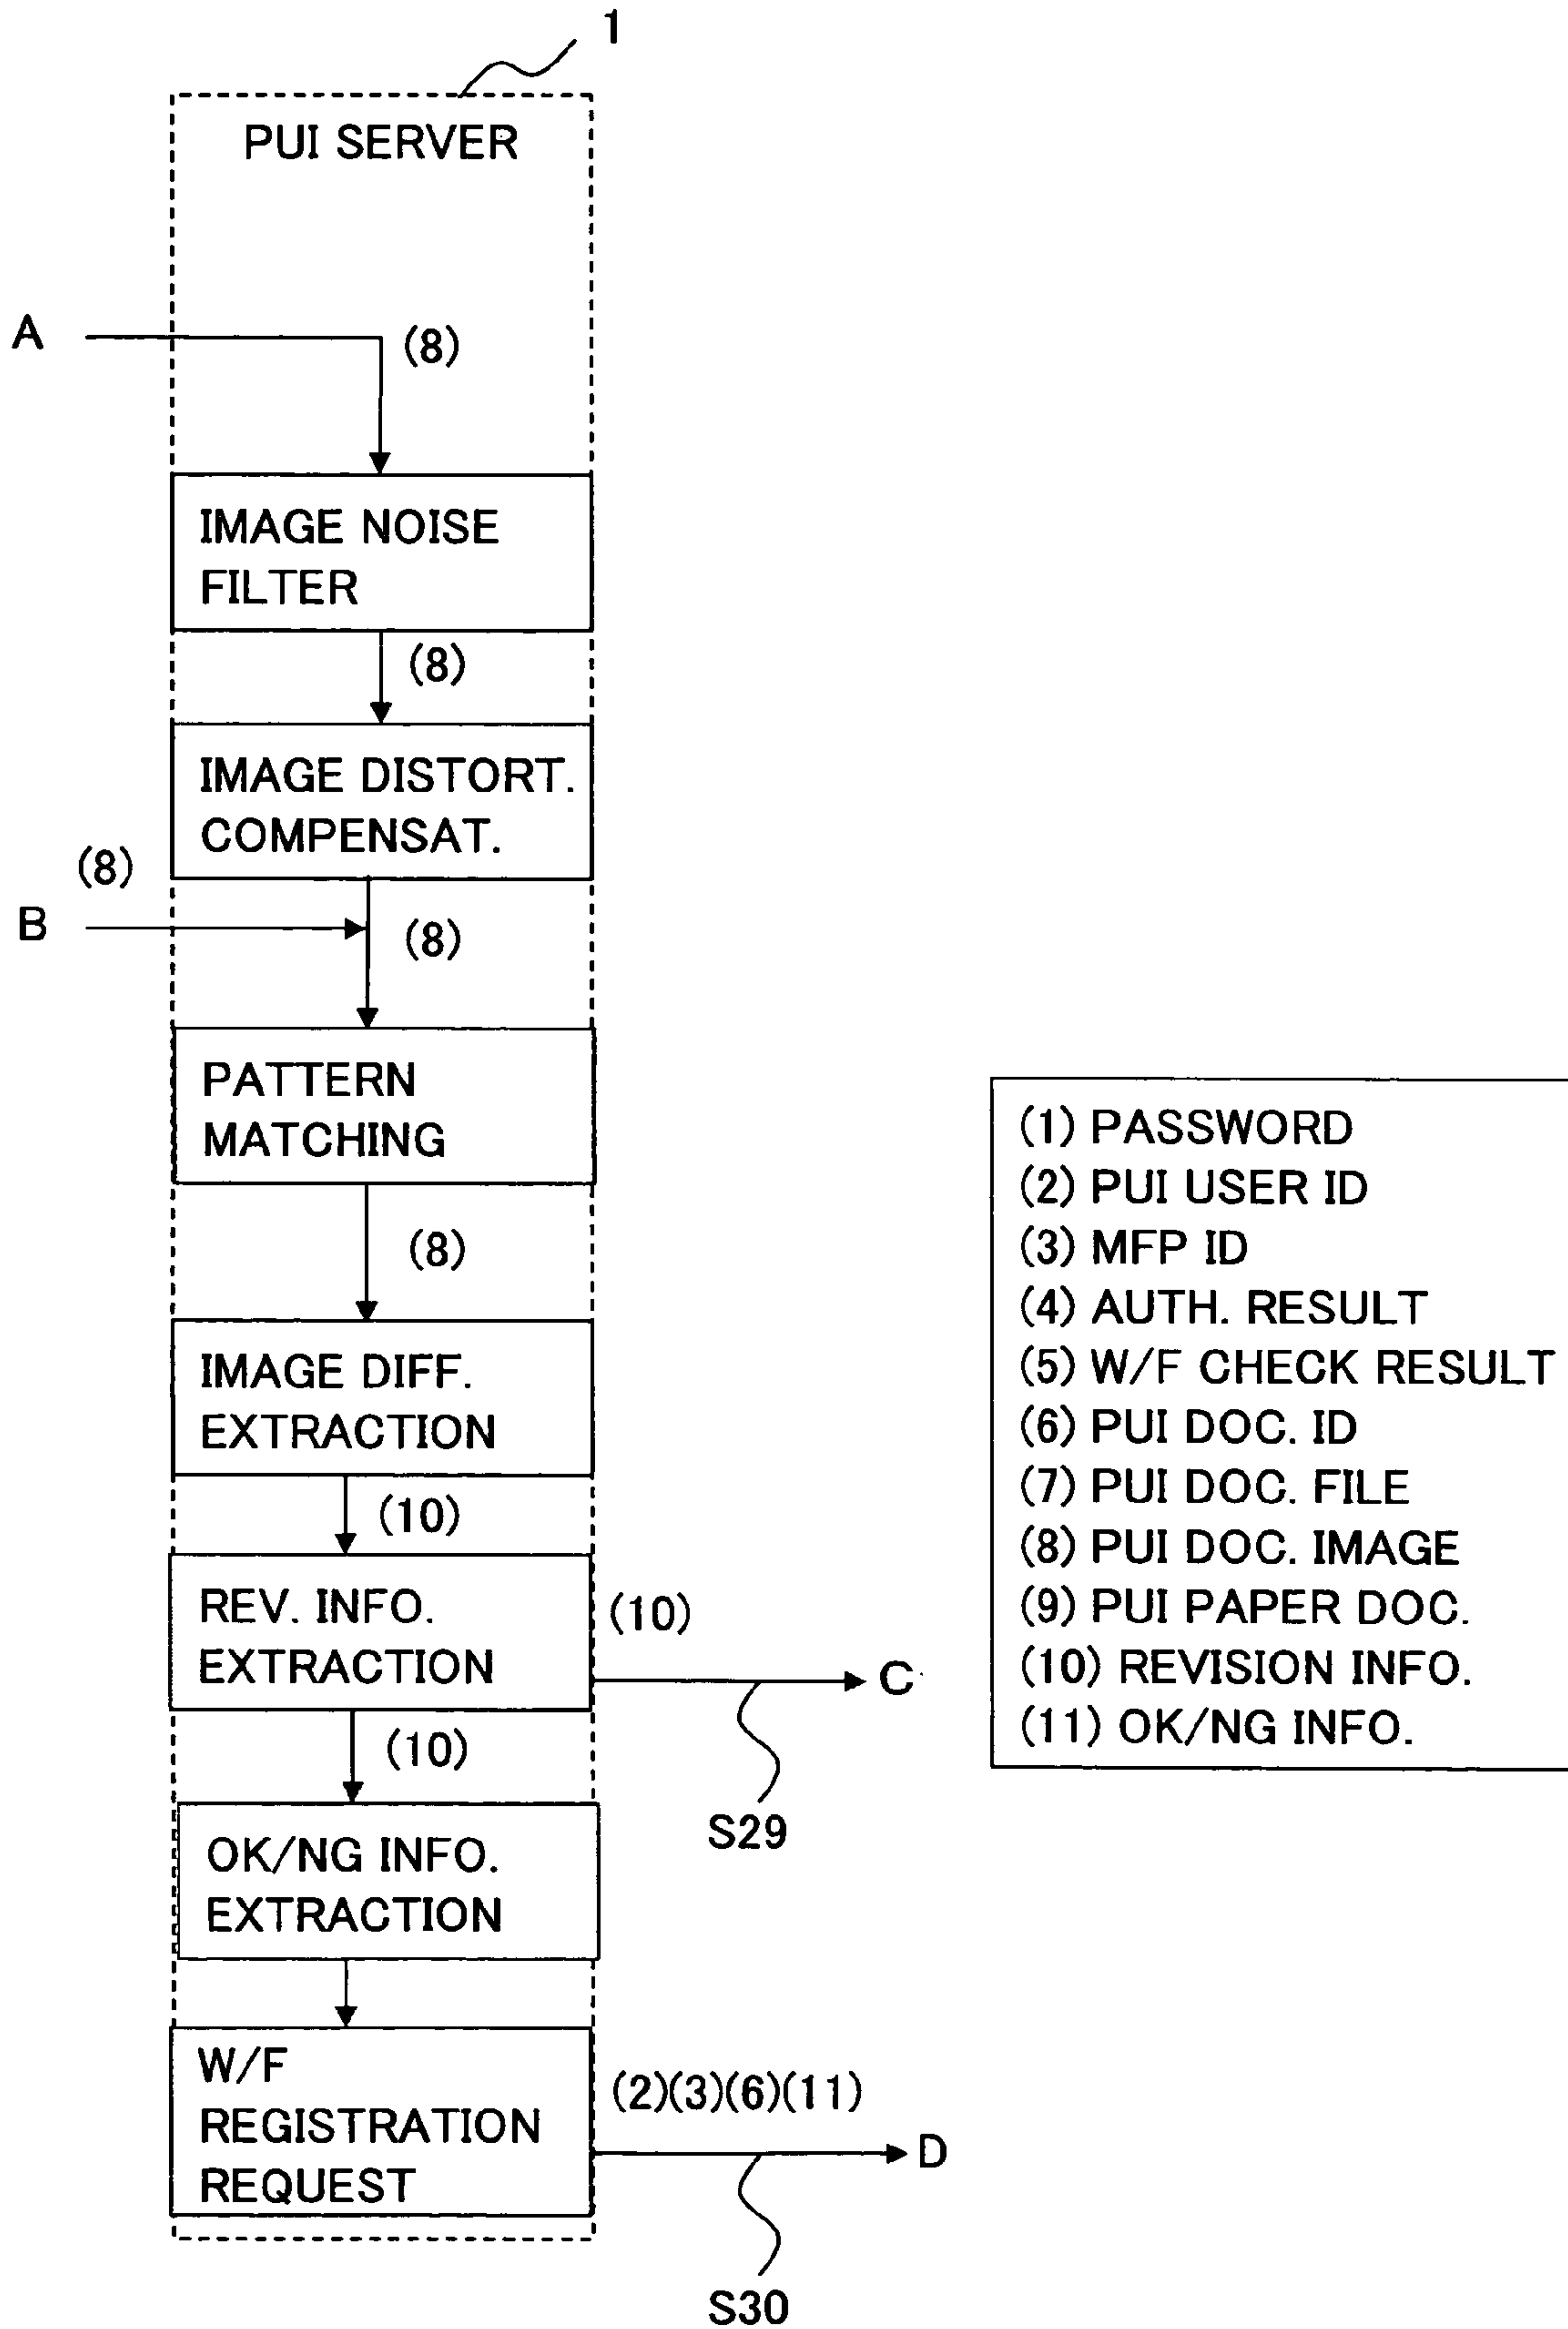 1
PUI SERVER
A
(8)
IMAGE NOISE
FILTER
(8)
IMAGE DISTORT.
COMPENSAT.
(8)
B
(8)
PATTERN
MATCHING
(8)
IMAGE DIFF.
EXTRACTION
(10)
REV. INFO.
EXTRACTION
(10)
C
S29
(10)
OK/NG INFO.
EXTRACTION
W/F
REGISTRATION
REQUEST
(2)(3)(6)(11)
D
S30
(1) PASSWORD
(2) PUI USER ID
(3) MFP ID
(4) AUTH. RESULT
(5) W/F CHECK RESULT
(6) PUI DOC. ID
(7) PUI DOC. FILE
(8) PUI DOC. IMAGE
(9) PUI PAPER DOC.
(10) REVISION INFO.
(11) OK/NG INFO.